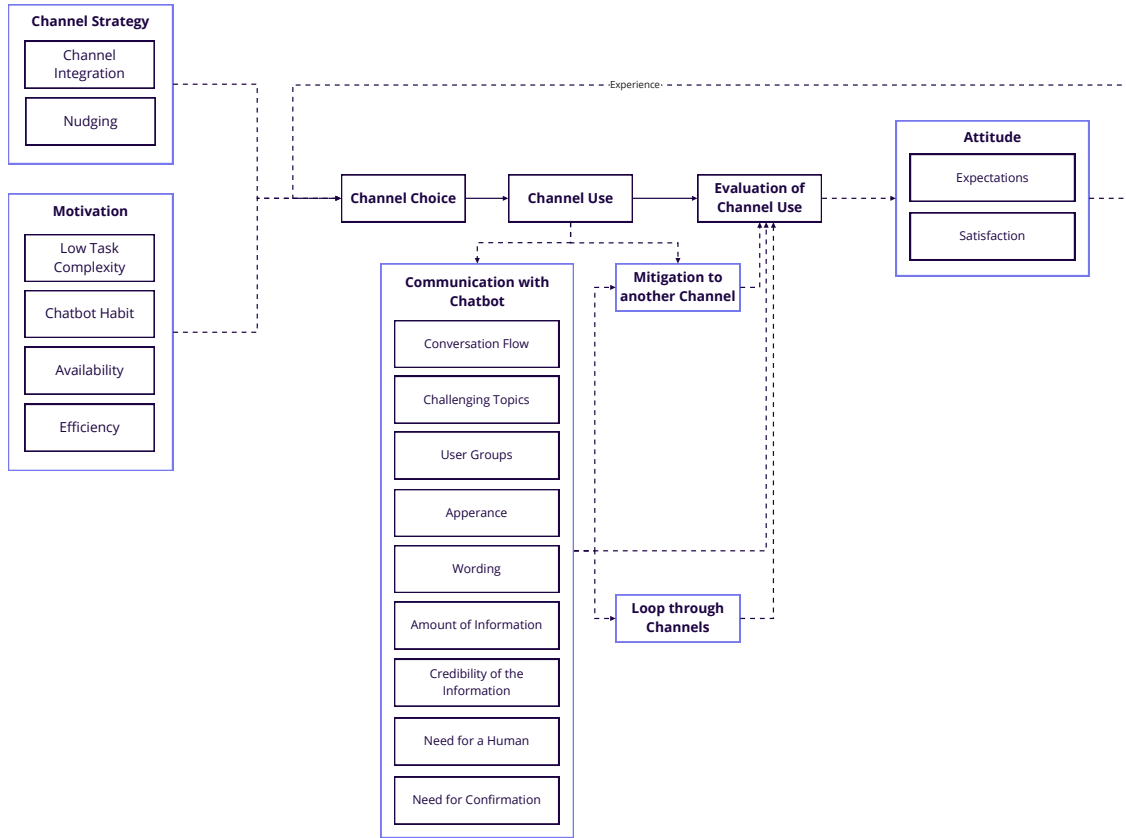 Channel Strategy
Channel
Integration
Nudging
Motivation
Low Task
Complexity
Chatbot Habit
Availability
Efficiency
Experience
Channel Choice
Channel Use
Evaluation of
Channel Use
Attitude
Expectations
Satisfaction
Communication with
Chatbot
Conversation Flow
Challenging Topics
User Groups
Apperance
Wording
Amount of Information
Credibility of the
Information
Need for a Human
Need for Confirmation
Mitigation to
another Channel
Loop through
Channels